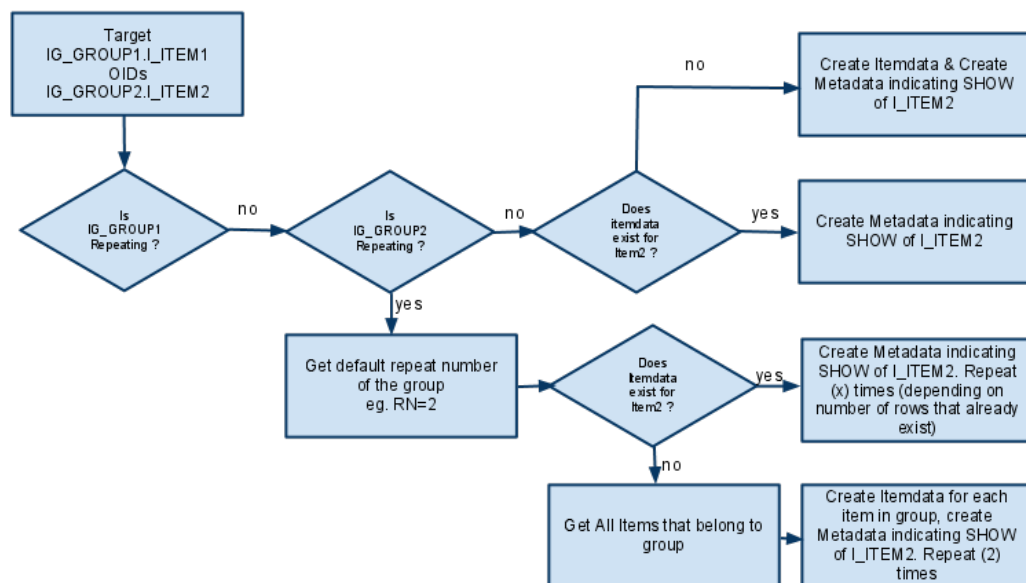 Target
IG_GROUP1.I_ITEM1
OIDs
IG_GROUP2.I_ITEM2
no
Create Itemdata & Create
Metadata indicating SHOW
of I_ITEM2
Is
IG_GROUP1
Repeating ?
no
Is
IG_GROUP2
Repeating ?
no
Does
itemdata
exist for
Item2 ?
yes
Create Metadata indicating
SHOW of I_ITEM2
yes
Get default repeat number
of the group
eg. RN=2
Does
Itemdata
exist for
Item2 ?
yes
Create Metadata indicating
SHOW of I_ITEM2. Repeat
(x) times (depending on
number of rows that already
exist)
no
Get All Items that belong to
group
Create Itemdata for each
item in group, create
Metadata indicating SHOW
of I_ITEM2. Repeat (2)
times